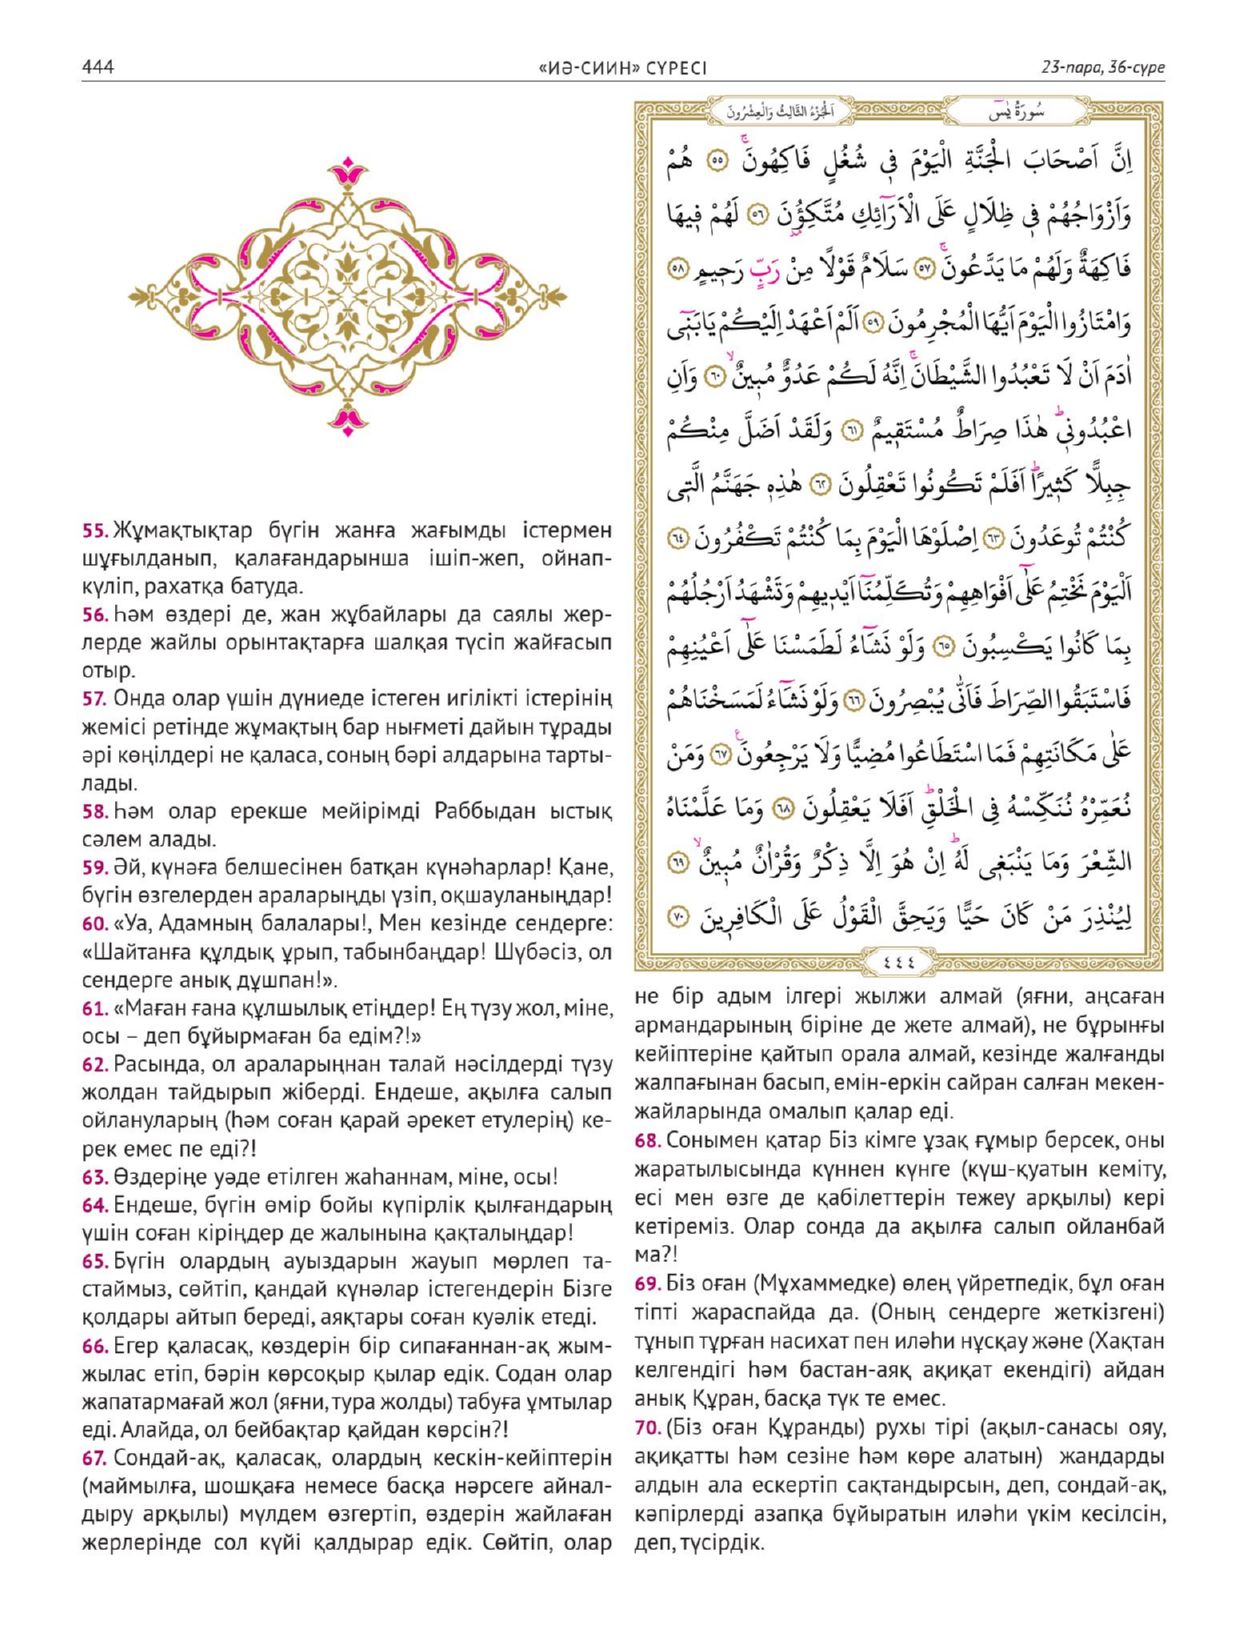 444
«ИӘ-СИИН» СҮРЕСІ
23-пара, 36-сүре
55. Жұмақтықтар бүгін жанға жағымды істермен
шұғылданып, қалағандарынша ішіп-жеп, ойнап-
күліп, рахатқа батуда.
56. Һәм өздері де, жан жұбайлары да саялы жер-
лерде жайлы орынтақтарға шалқая түсіп жайғасып
отыр.
57. Онда олар үшін дүниеде істеген игілікті істерінің
жемісі ретінде жұмақтың бар нығметі дайын тұрады
әрі көңілдері не қаласа, соның бәрі алдарына тарты-
лады.
58. Һәм олар ерекше мейірімді Раббыдан ыстық
сәлем алады.
59. Әй, күнәға белшесінен батқан күнәһарлар! Қане,
бүгін өзгелерден араларыңды үзіп, оқшауланыңдар!
60. «Уа, Адамның балалары!, Мен кезінде сендерге:
«Шайтанға құлдық ұрып, табынбаңдар! Шүбәсіз, ол
сендерге анық дұшпан!».
61. «Маған ғана құлшылық етіңдер! Ең түзу жол, міне,
осы – деп бұйырмаған ба едім?!»
62. Расында, ол араларыңнан талай нәсілдерді түзу
жолдан тайдырып жіберді. Ендеше, ақылға салып
ойлануларың (һәм соған қарай әрекет етулерің) ке-
рек емес пе еді?!
63. Өздеріңе уәде етілген жаһаннам, міне, осы!
64. Ендеше, бүгін өмір бойы күпірлік қылғандарың
үшін соған кіріңдер де жалынына қақталыңдар!
65. Бүгін олардың ауыздарын жауып мөрлеп та-
стаймыз, сөйтіп, қандай күнәлар істегендерін Бізге
қолдары айтып береді, аяқтары соған куәлік етеді.
66. Егер қаласақ, көздерін бір сипағаннан-ақ жым-
жылас етіп, бәрін көрсоқыр қылар едік. Содан олар
жапатармағай жол (яғни, тура жолды) табуға ұмтылар
еді. Алайда, ол бейбақтар қайдан көрсін?!
67. Сондай-ақ, қаласақ, олардың кескін-кейіптерін
(маймылға, шошқаға немесе басқа нәрсеге айнал-
дыру арқылы) мүлдем өзгертіп, өздерін жайлаған
жерлерінде сол күйі қалдырар едік. Сөйтіп, олар
اَلْجُزْءُ الثَّالِثُ وَالْعِشْرُونَ
سُورَةُ يٰسٓ
اِنَّ اَصْحَابَ الْجَنَّةِ الْيَوْمَ فٖي شُغُلٍ فَاكِهُونَۚ ٥٥ هُمْ
وَاَزْوَاجُهُمْ فٖي ظِلَالٍ عَلَى الْاَرَٓائِكِ مُتَّكِؤُ۫نَ ٥٦ لَهُمْ فٖيهَا
فَاكِهَةٌ وَلَهُمْ مَا يَدَّعُونَۚ ٥٧ سَلَامٌ قَوْلًا مِنْ رَبٍّ رَحٖيمٍ ٥٨
وَامْتَازُوا الْيَوْمَ اَيُّهَا الْمُجْرِمُونَ ٥٩ اَلَمْ اَعْهَدْ اِلَيْكُمْ يَا بَنٖٓي
اٰدَمَ اَنْ لَا تَعْبُدُوا الشَّيْطَانَۚ اِنَّهُ لَكُمْ عَدُوٌّ مُبٖينٌۙ ٦٠ وَاَنِ
اعْبُدُونٖيؕ هٰذَا صِرَاطٌ مُسْتَقٖيمٌ ٦١ وَلَقَدْ اَضَلَّ مِنْكُمْ
جِبِلًّا كَثٖيرًاؕ اَفَلَمْ تَكُونُوا تَعْقِلُونَ ٦٢ هٰذِهٖ جَهَنَّمُ الَّتٖي
كُنْتُمْ تُوعَدُونَ ٦٣ اِصْلَوْهَا الْيَوْمَ بِمَا كُنْتُمْ تَكْفُرُونَ ٦٤
اَلْيَوْمَ نَخْتِمُ عَلٰٓى اَفْوَاهِهِمْ وَتُكَلِّمُنَٓا اَيْدٖيهِمْ وَتَشْهَدُ اَرْجُلُهُمْ
بِمَا كَانُوا يَكْسِبُونَ ٦٥ وَلَوْ نَشَٓاءُ لَطَمَسْنَا عَلٰٓى اَعْيُنِهِمْ
فَاسْتَبَقُوا الصِّرَاطَ فَاَنّٰى يُبْصِرُونَ ٦٦ وَلَوْ نَشَٓاءُ لَمَسَخْنَاهُمْ
عَلٰى مَكَانَتِهِمْ فَمَا اسْتَطَاعُوا مُضِيًّا وَلَا يَرْجِعُونَ ٦٧ وَمَنْ
نُعَمِّرْهُ نُنَكِّسْهُ فِي الْخَلْقِؕ اَفَلَا يَعْقِلُونَ ٦٨ وَمَا عَلَّمْنَاهُ
الشِّعْرَ وَمَا يَنْبَغٖي لَهُؕ اِنْ هُوَ اِلَّا ذِكْرٌ وَقُرْاٰنٌ مُبٖينٌۙ ٦٩
لِيُنْذِرَ مَنْ كَانَ حَيًّا وَيَحِقَّ الْقَوْلُ عَلَى الْكَافِرٖينَ ٧٠
٤٤٤
не бір адым ілгері жылжи алмай (яғни, аңсаған
армандарының біріне де жете алмай), не бұрынғы
кейіптеріне қайтып орала алмай, кезінде жалғанды
жалпағынан басып, емін-еркін сайран салған мекен-
жайларында омалып қалар еді.
68. Сонымен қатар Біз кімге ұзақ ғұмыр берсек, оны
жаратылысында күннен күнге (күш-қуатын кеміту,
есі мен өзге де қабілеттерін тежеу арқылы) кері
кетіреміз. Олар сонда да ақылға салып ойланбай
ма?!
69. Біз оған (Мұхаммедке) өлең үйретпедік, бұл оған
тіпті жараспайда да. (Оның сендерге жеткізгені)
тұнып тұрған насихат пен иләһи нұсқау және (Хақтан
келгендігі һәм бастан-аяқ ақиқат екендігі) айдан
анық Құран, басқа түк те емес.
70. (Біз оған Құранды) рухы тірі (ақыл-санасы ояу,
ақиқатты һәм сезіне һәм көре алатын) жандарды
алдын ала ескертіп сақтандырсын, деп, сондай-ақ,
кәпірлерді азапқа бұйыратын иләһи үкім кесілсін,
деп, түсірдік.